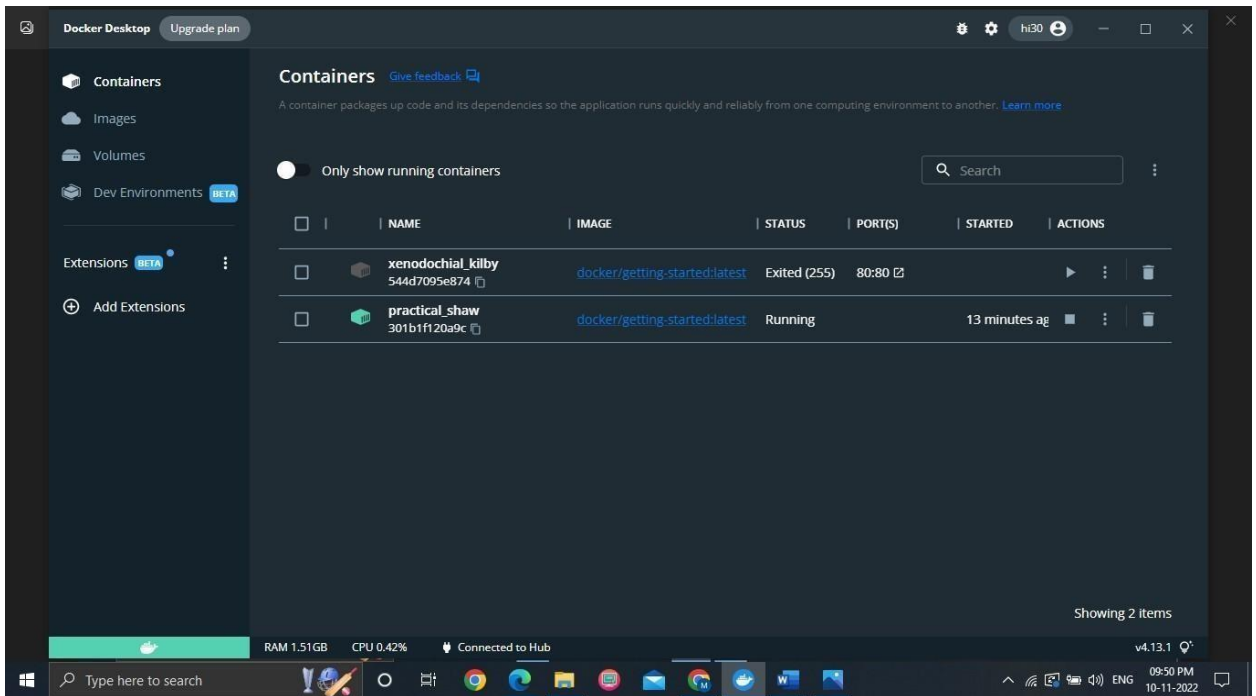 Docker Desktop Upgrade plan hi30
Containers
Images
Volumes
Dev Environments BETA
Extensions BETA
Add Extensions
Containers Give feedback
A container packages up code and its dependencies so the application runs quickly and reliably from one computing environment to another. Learn more
Only show running containers Search
NAME IMAGE STATUS PORT(S) STARTED ACTIONS
xenodochial_kilby docker/getting-started:latest Exited (255) 80:80
544d7095e874
practical_shaw docker/getting-started:latest Running 13 minutes ag
301b1f120a9c
Showing 2 items
RAM 1.51GB CPU 0.42% Connected to Hub v4.13.1
Type here to search ENG 09:50 PM
10-11-2022